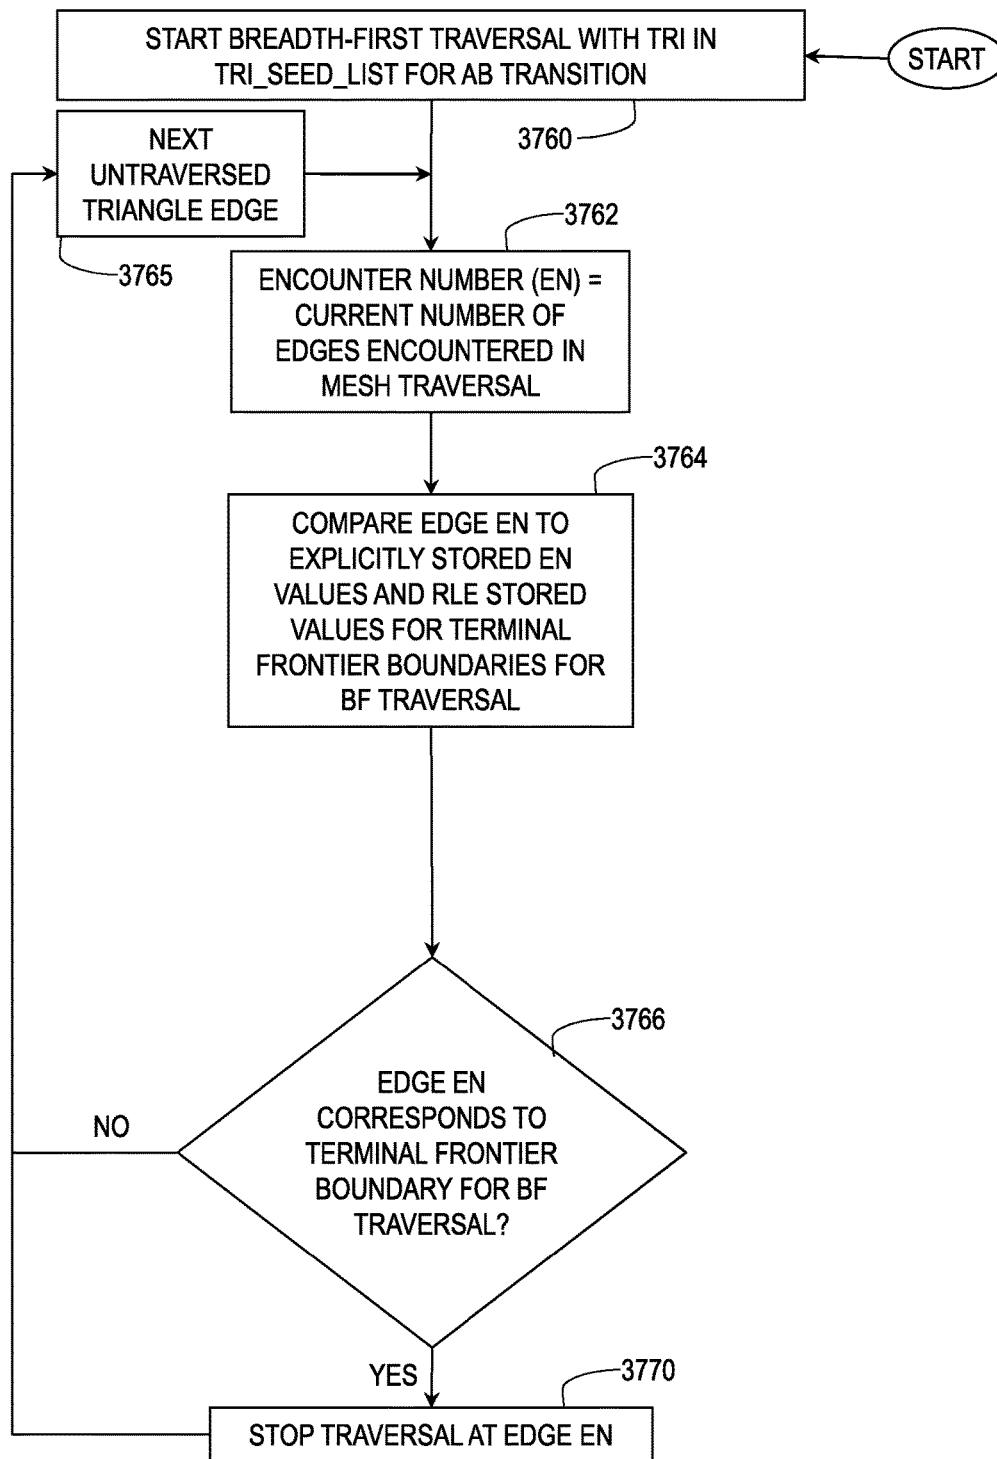 START BREADTH-FIRST TRAVERSAL WITH TRI IN
TRI_SEED_LIST FOR AB TRANSITION
START
3760
NEXT
UNTRAVERSED
TRIANGLE EDGE
3765
3762
ENCOUNTER NUMBER (EN) =
CURRENT NUMBER OF
EDGES ENCOUNTERED IN
MESH TRAVERSAL
3764
COMPARE EDGE EN TO
EXPLICITLY STORED EN
VALUES AND RLE STORED
VALUES FOR TERMINAL
FRONTIER BOUNDARIES FOR
BF TRAVERSAL
3766
EDGE EN
CORRESPONDS TO
TERMINAL FRONTIER
BOUNDARY FOR BF
TRAVERSAL?
NO
YES
3770
STOP TRAVERSAL AT EDGE EN